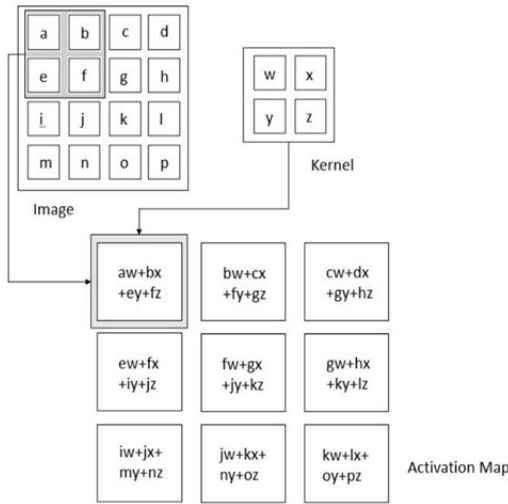 a b c d
e f g h
i j k l
m n o p
Image
w x
y z
Kernel
aw+bx
+ey+fz
bw+cx
+fy+gz
cw+dx
+gy+hz
ew+fx
+iy+jz
fw+gx
+jy+kz
gw+hx
+ky+lz
iw+jx+
my+nz
jw+kx+
ny+oz
kw+lx+
oy+pz
Activation Map